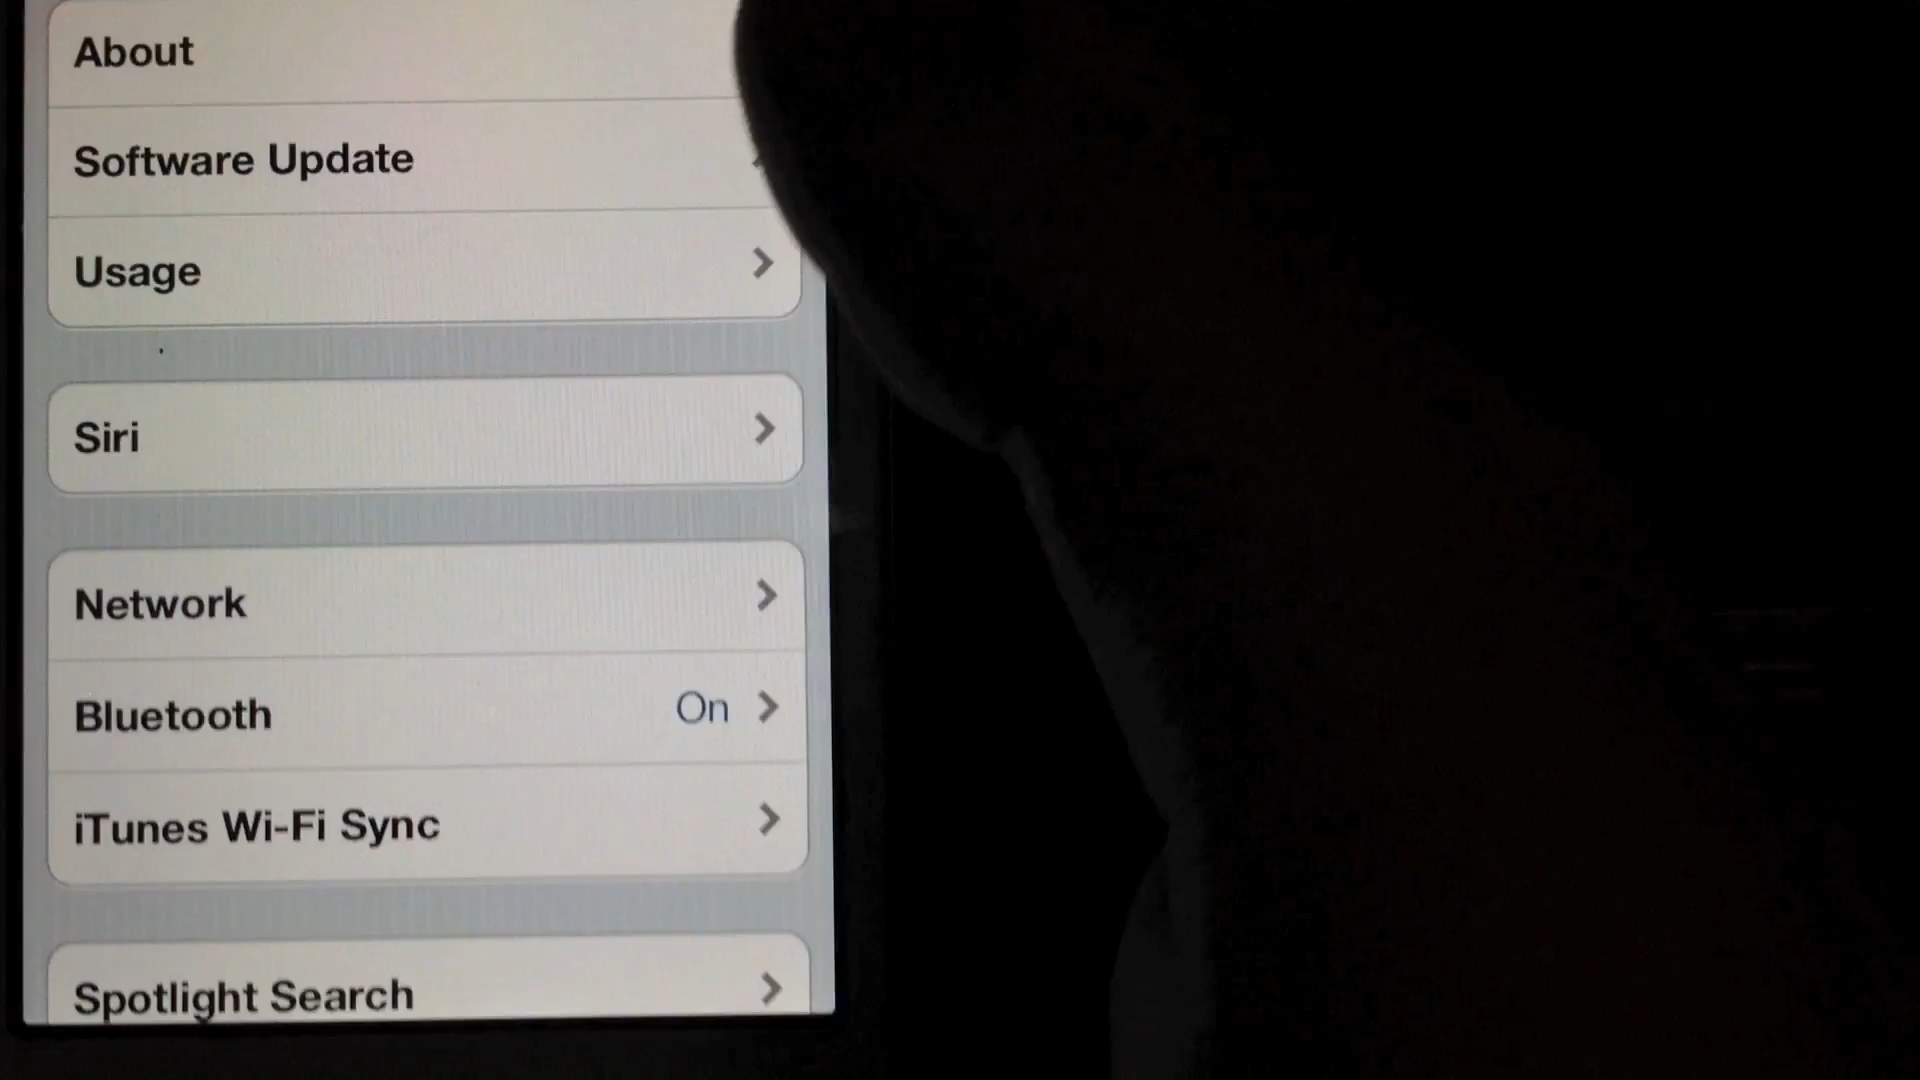 About
Software Update
Usage
Siri
Network
Bluetooth On
iTunes Wi-Fi Sync
Spotlight Search